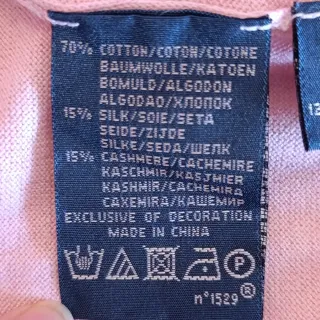 70% COTTON/COTON/COTONE
BAUMWOLLE/KATOEN
BOMULD/ALGODON
ALGODAO/ХЛОПОК
15% SILK/SOIE/SETA
SEIDE/ZIJDE
SILKE/SEDA/ШЕЛК
15% CASHMERE/CACHEMIRE
KASCHMIR/KASJMIER
KASHMIR/CACHEMIRA
CAXEMIRA/КАШЕМИР
EXCLUSIVE OF DECORATION
MADE IN CHINA
P
n°1529
12